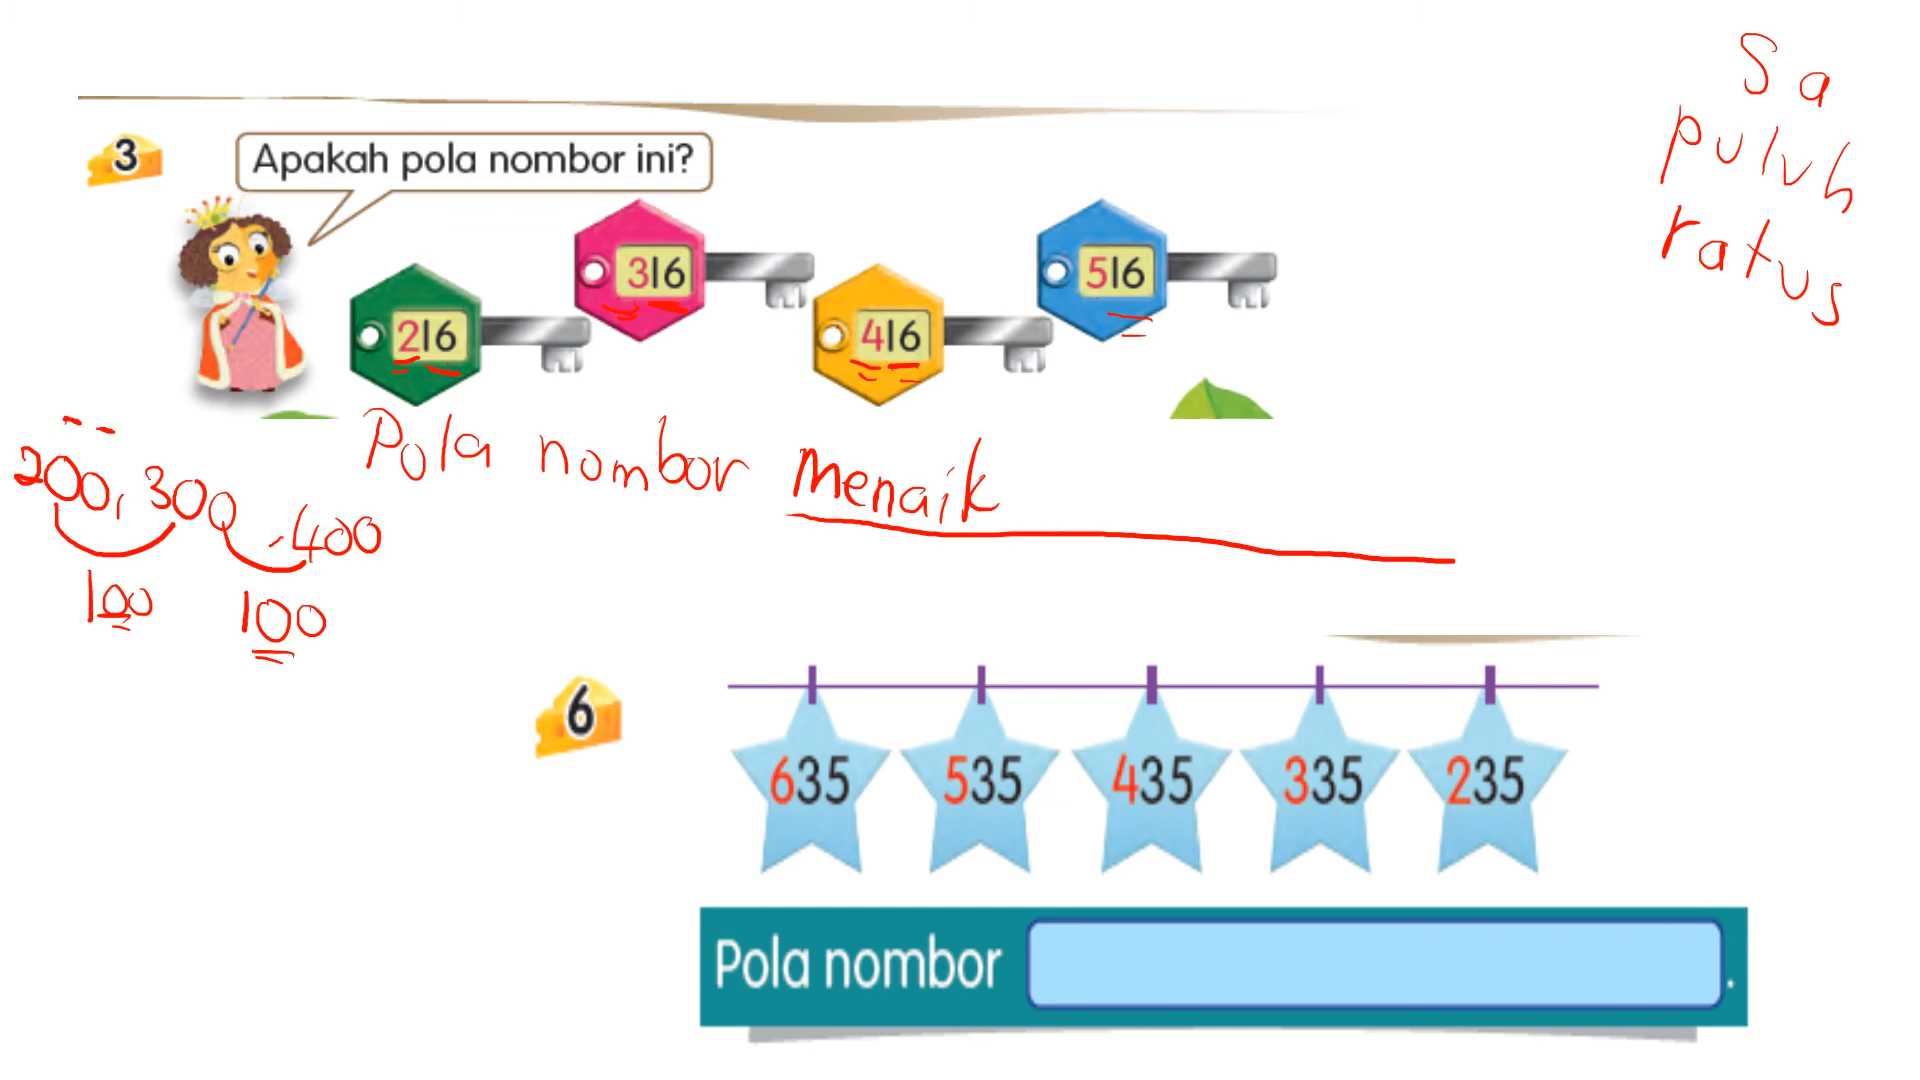 Sa
puluh
ratus
3
Apakah pola nombor ini?
216
316
416
516
Pola nombor menaik
200, 300, 400
100 100
6
635 535 435 335 235
Pola nombor .